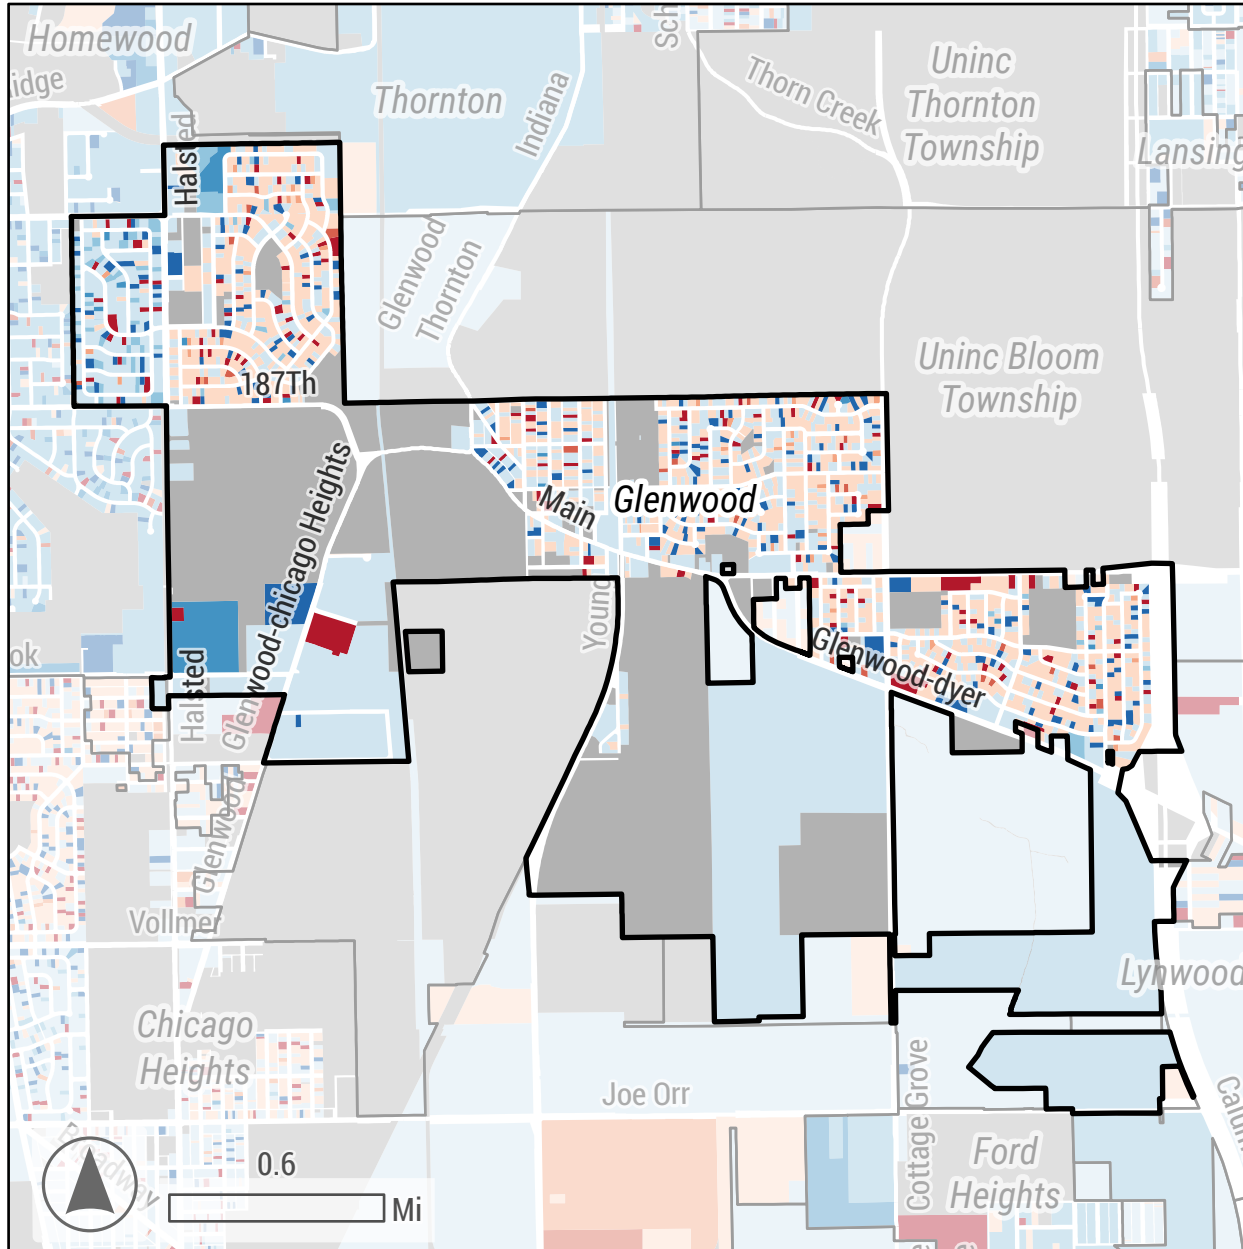 Homewood
idge
Thornton
Indiana
Sch
Thorn Creek
Uninc
Thornton
Township
Lansing
Halsted
Glenwood
Thornton
Uninc Bloom
Township
187Th
Glenwood-chicago Heights
Main
Glenwood
Young
Glenwood-dyer
ok
Halsted
Glenwood
Vollmer
Lynwood
Chicago
Heights
Joe Orr
Cottage Grove
Ford
Heights
Broadway
0.6
Mi